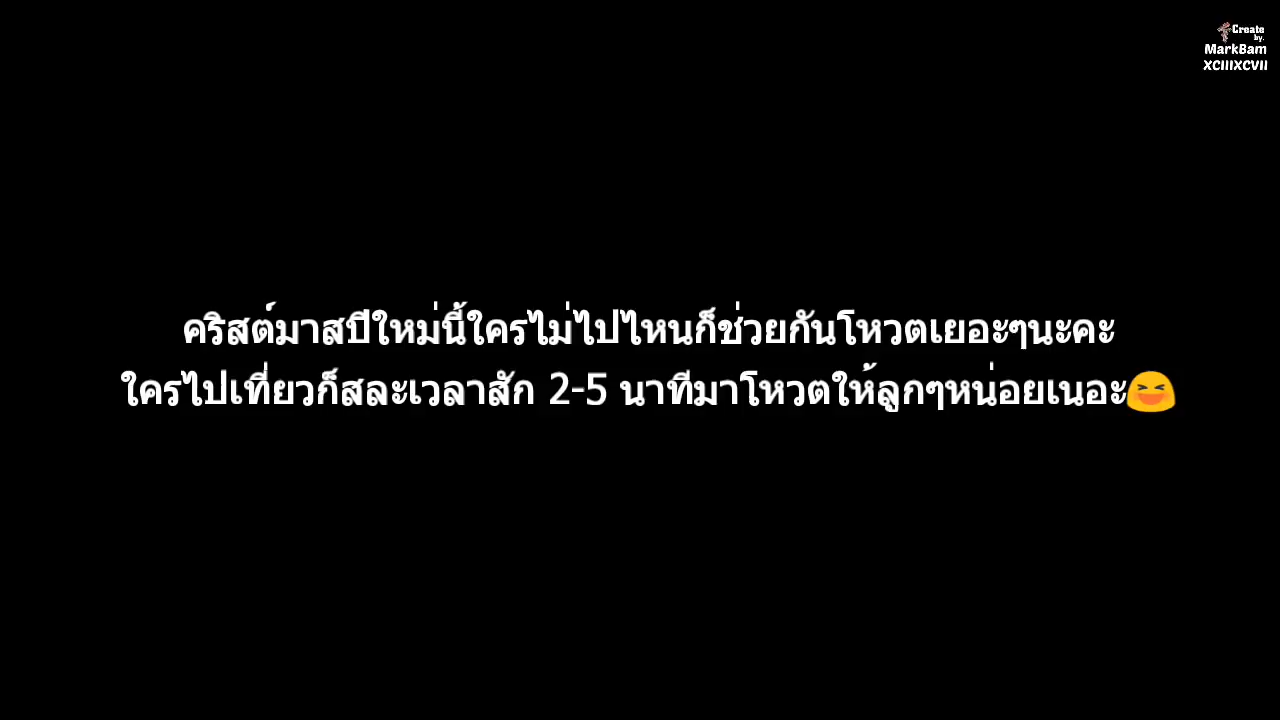 Create
by.
MarkBam
XCIIIXCVII
คริสต์มาสปีใหม่นี้ใครไม่ไปไหนก็ช่วยกันโหวตเยอะๆนะคะ
ใครไปเที่ยวก็สละเวลาสัก 2-5 นาทีมาโหวตให้ลูกๆหน่อยเนอะ😆